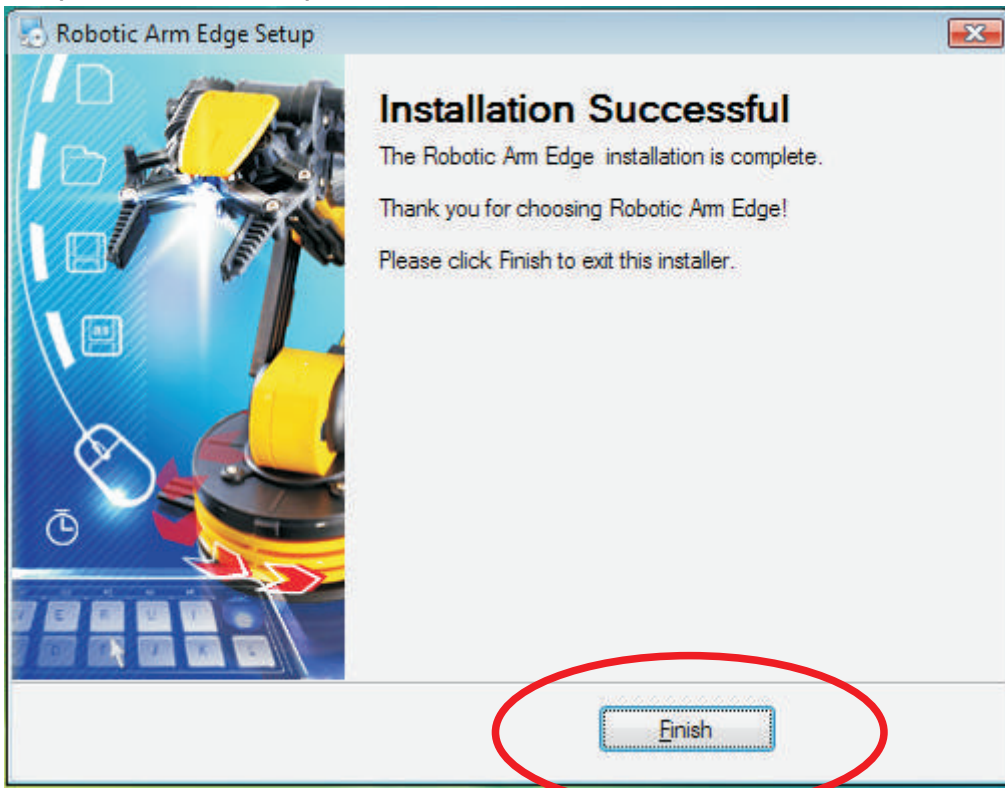 Robotic Arm Edge Setup
Installation Successful
The Robotic Arm Edge installation is complete.
Thank you for choosing Robotic Arm Edge!
Please click Finish to exit this installer.
E R U I
K
Finish